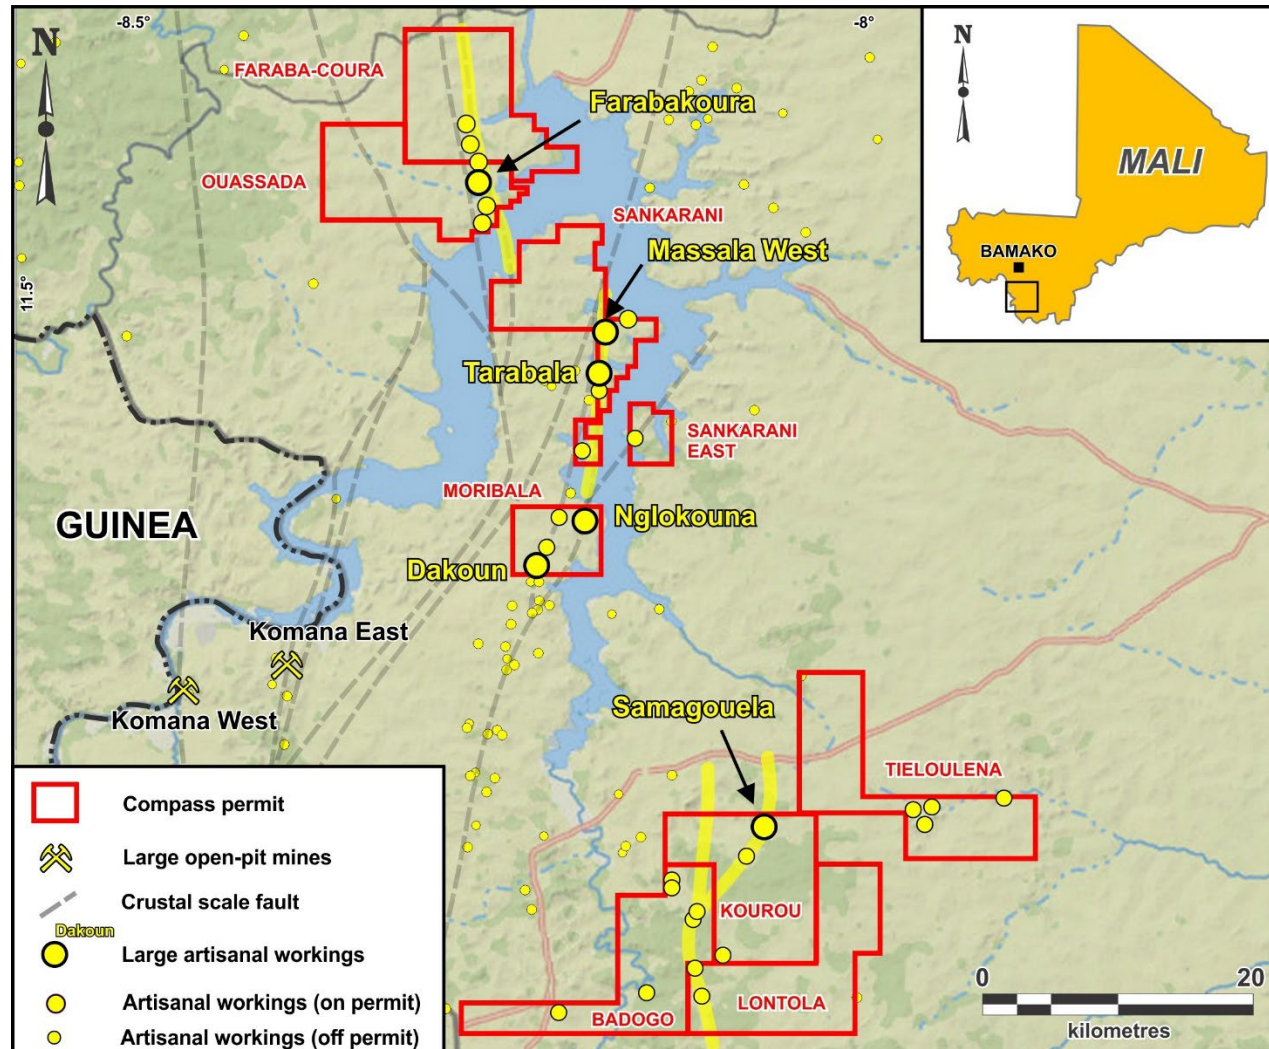 -8.5°
-8°
N
FARABA-COURA
Farabakoura
OUASSADA
SANKARANI
Massala West
11.5°
Tarabala
SANKARANI
EAST
MORIBALA
GUINEA
Nglokouna
Dakoun
Komana East
Komana West
Samagouela
TIELOULENA
KOUROU
LONTOLA
BADOGO
N
MALI
BAMAKO
Compass permit
Large open-pit mines
Crustal scale fault
Dakoun
Large artisanal workings
Artisanal workings (on permit)
Artisanal workings (off permit)
0 20
kilometres